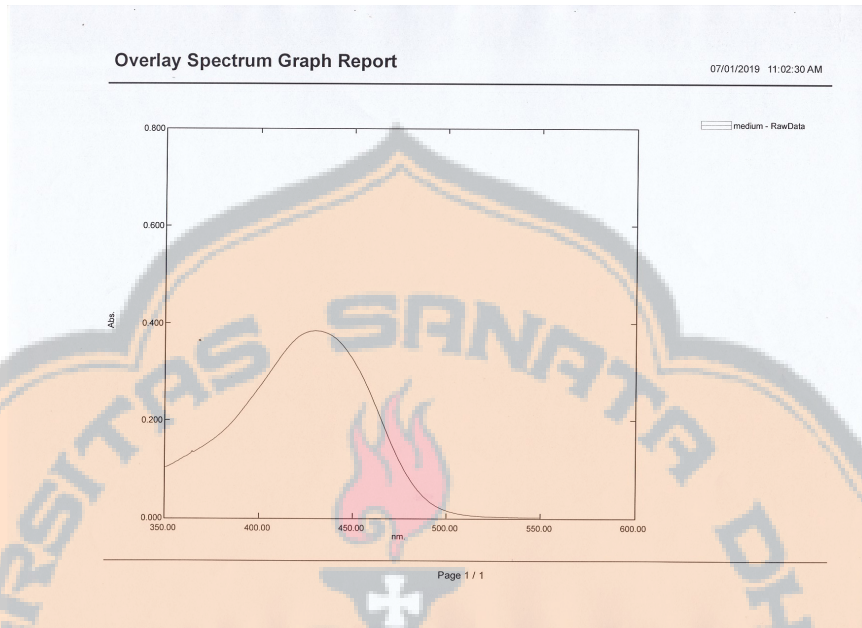 Overlay Spectrum Graph Report
07/01/2019 11:02:30 AM
medium - RawData
0.800
0.600
Abs.
0.400
0.200
0.000
350.00 400.00 450.00 500.00 550.00 600.00
nm.
Page 1 / 1
SANATA